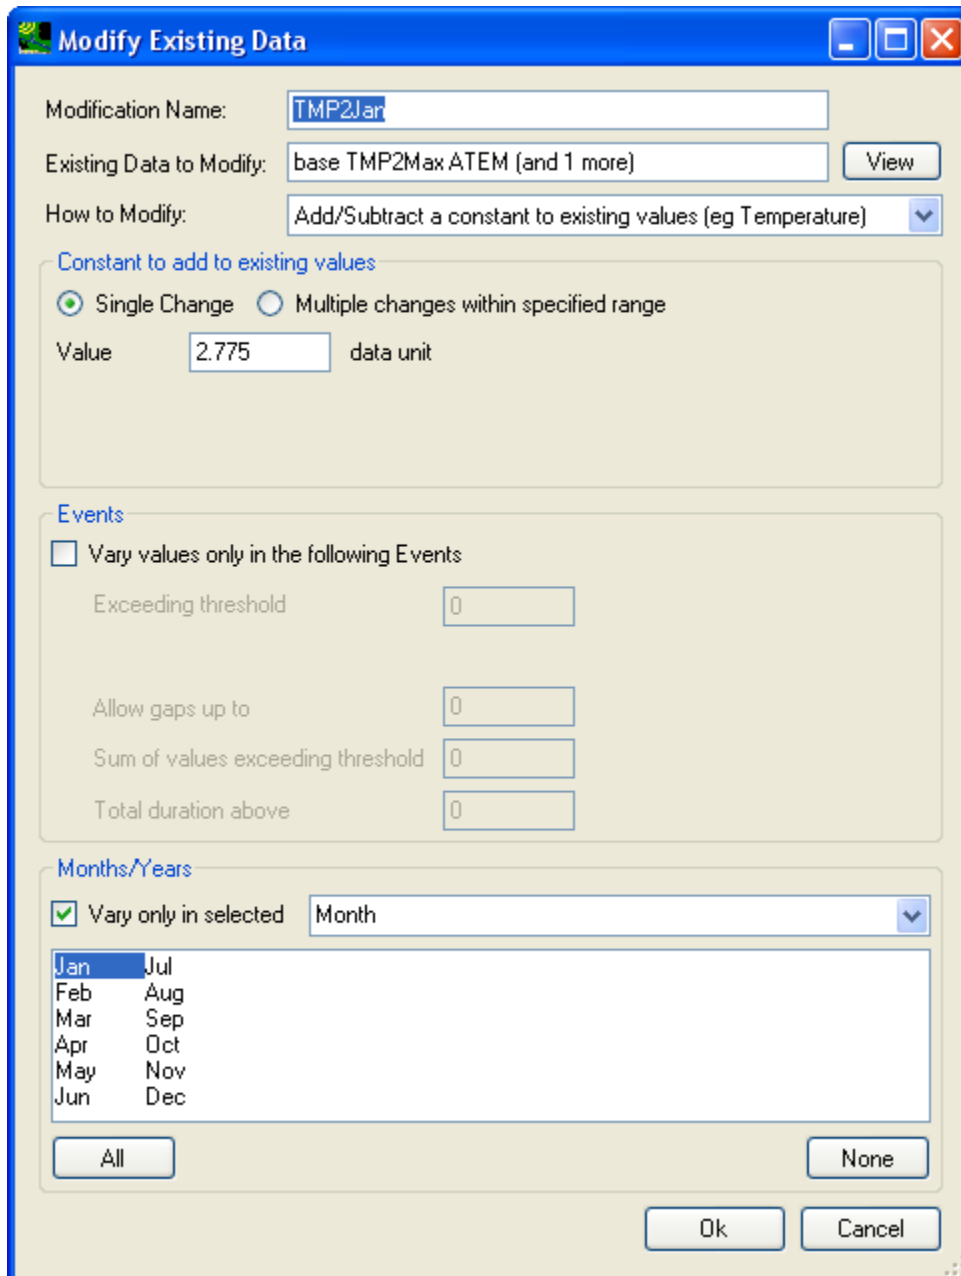 Modify Existing Data
Modification Name: TMP2Jan
Existing Data to Modify: base TMP2Max ATEM (and 1 more) View
How to Modify: Add/Subtract a constant to existing values (eg Temperature)
Constant to add to existing values
Single Change Multiple changes within specified range
Value 2.775 data unit
Events
Vary values only in the following Events
Exceeding threshold 0
Allow gaps up to 0
Sum of values exceeding threshold 0
Total duration above 0
Months/Years
Vary only in selected Month
Jan Jul
Feb Aug
Mar Sep
Apr Oct
May Nov
Jun Dec
All None
Ok Cancel